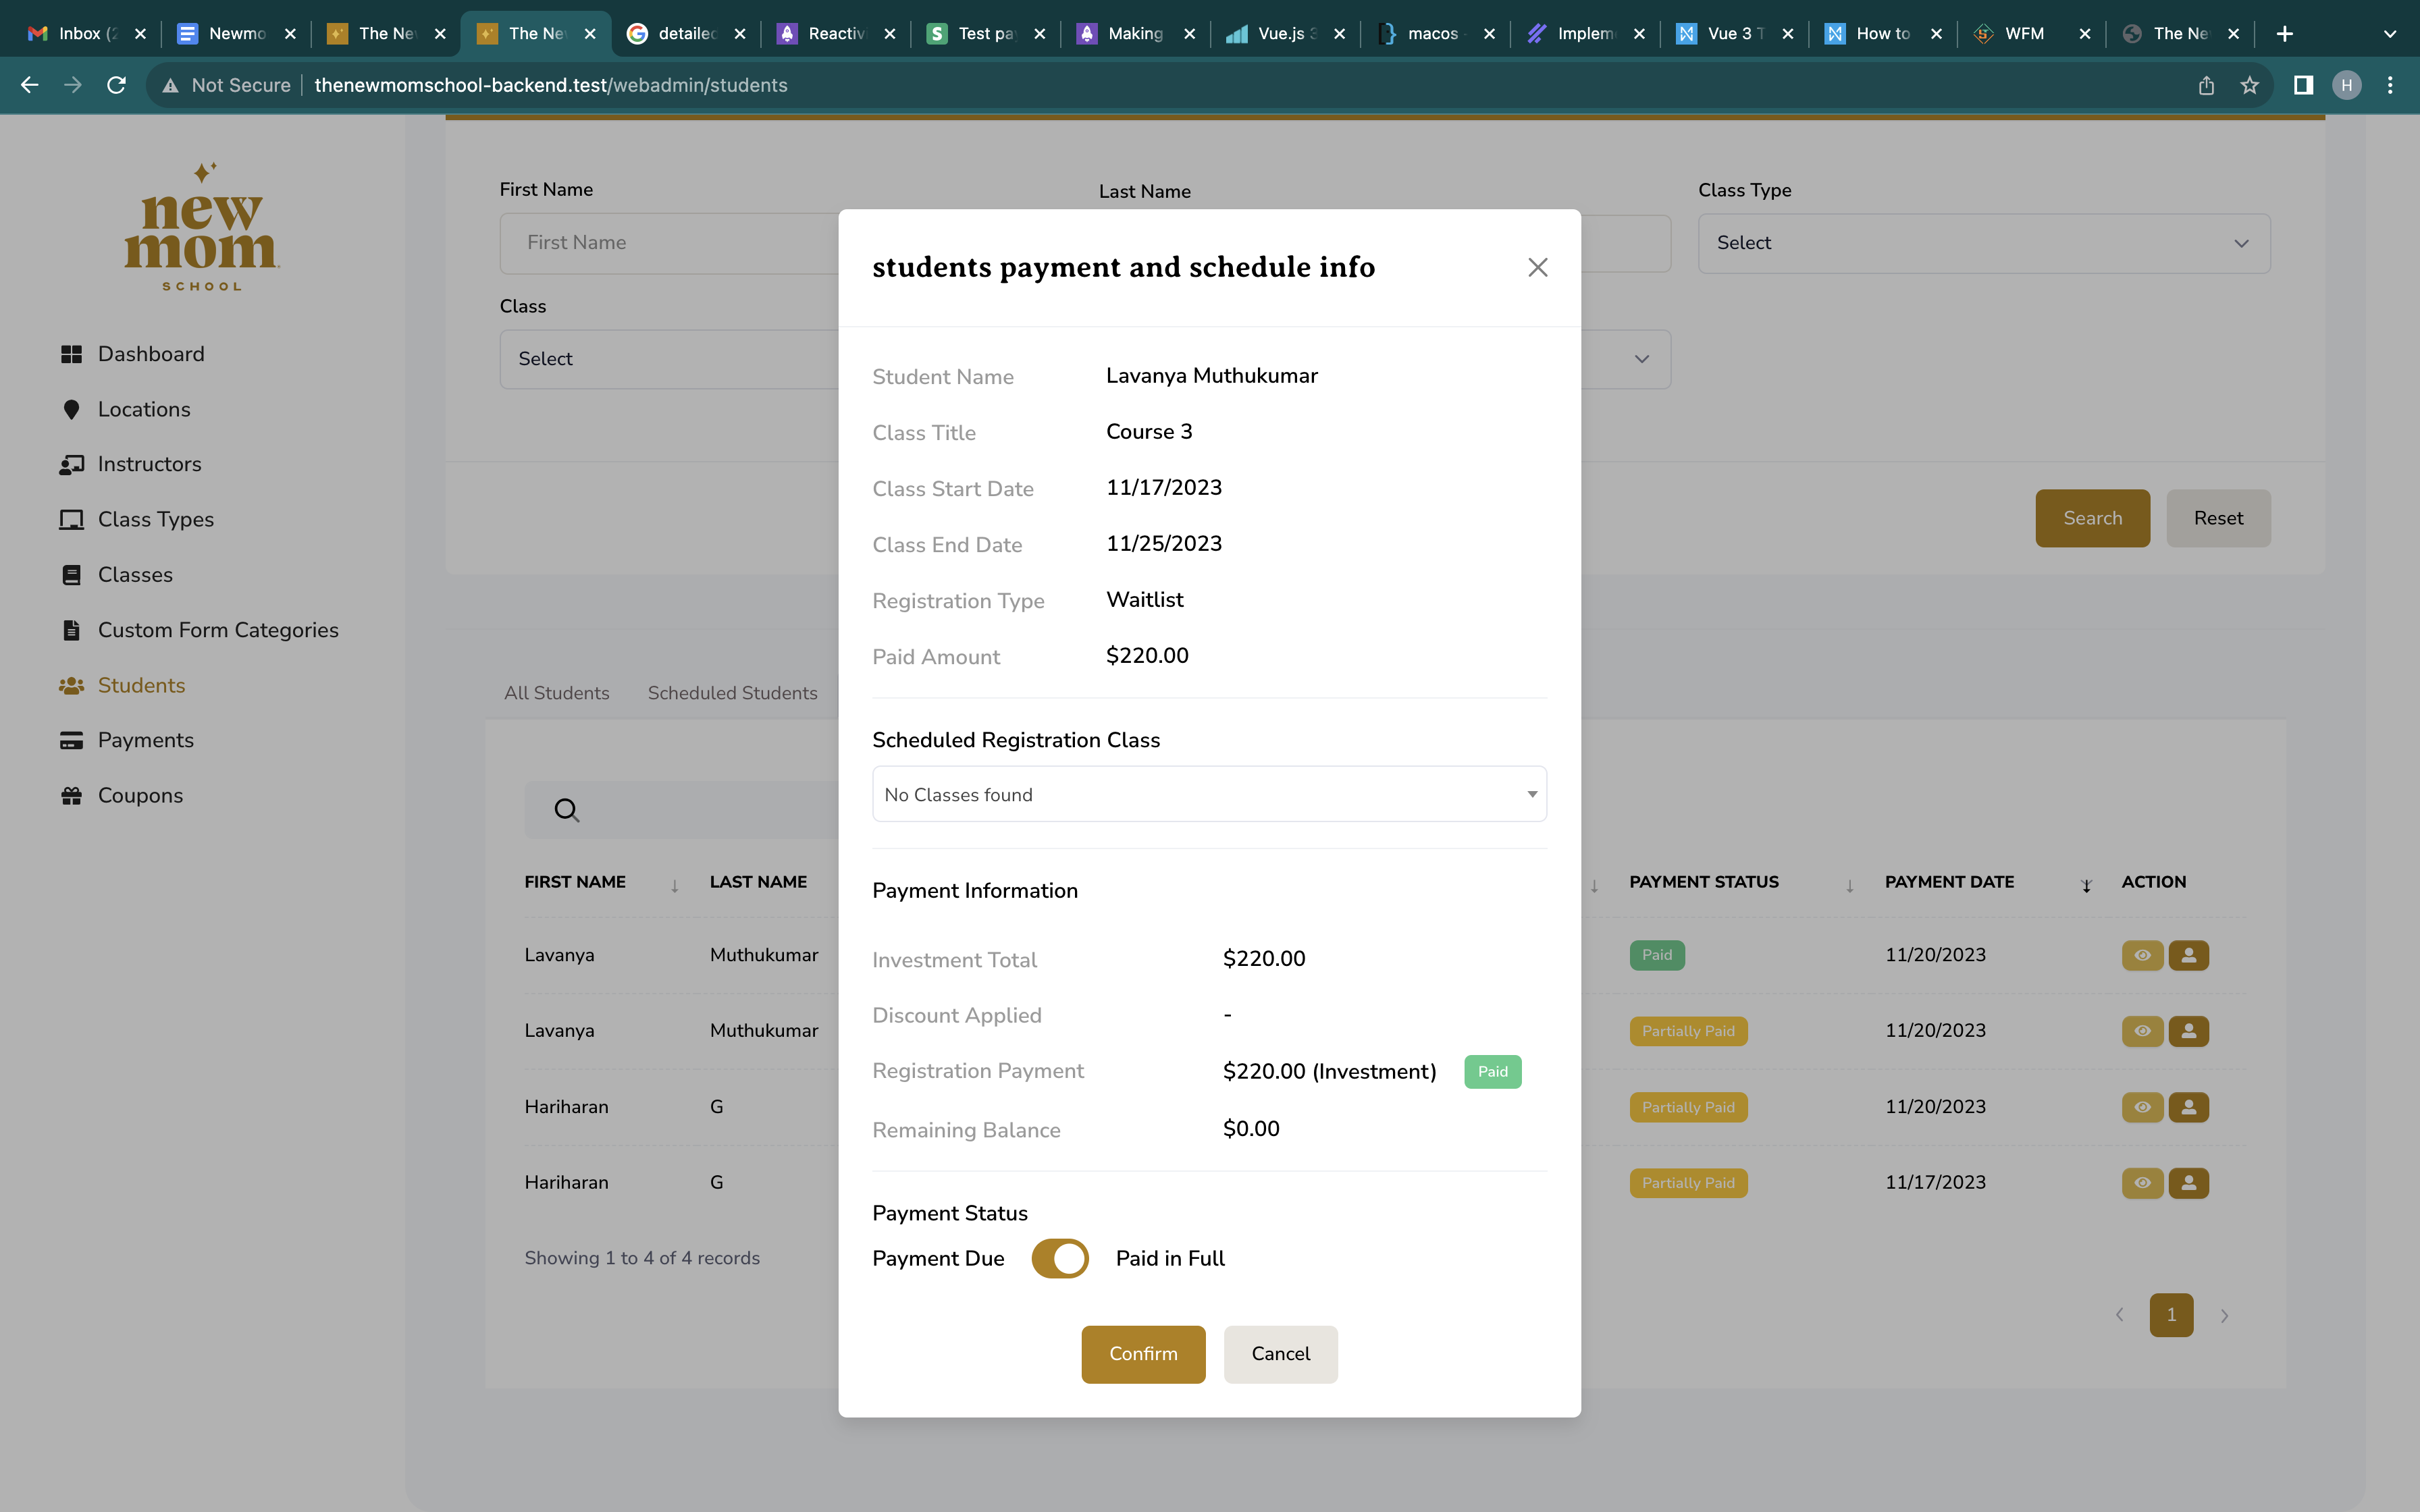 Inbox (2
Newmo
The Ne
The Ne
detailed
Reactiv
Test pa
Making
Vue.js 3
macos
Implem
Vue 3 T
How to
WFM
The Ne
Not Secure
thenewmomschool-backend.test/webadmin/students
H
new
mom
SCHOOL
Dashboard
Locations
Instructors
Class Types
Classes
Custom Form Categories
Students
Payments
Coupons
First Name
Last Name
Class Type
First Name
Select
Class
Select
Search
Reset
All Students
Scheduled Students
FIRST NAME
LAST NAME
PAYMENT STATUS
PAYMENT DATE
ACTION
Lavanya
Muthukumar
Paid
11/20/2023
Lavanya
Muthukumar
Partially Paid
11/20/2023
Hariharan
G
Partially Paid
11/20/2023
Hariharan
G
Partially Paid
11/17/2023
Showing 1 to 4 of 4 records
1
students payment and schedule info
Student Name Lavanya Muthukumar
Class Title Course 3
Class Start Date 11/17/2023
Class End Date 11/25/2023
Registration Type Waitlist
Paid Amount $220.00
Scheduled Registration Class
No Classes found
Payment Information
Investment Total $220.00
Discount Applied -
Registration Payment $220.00 (Investment) Paid
Remaining Balance $0.00
Payment Status
Payment Due Paid in Full
Confirm
Cancel